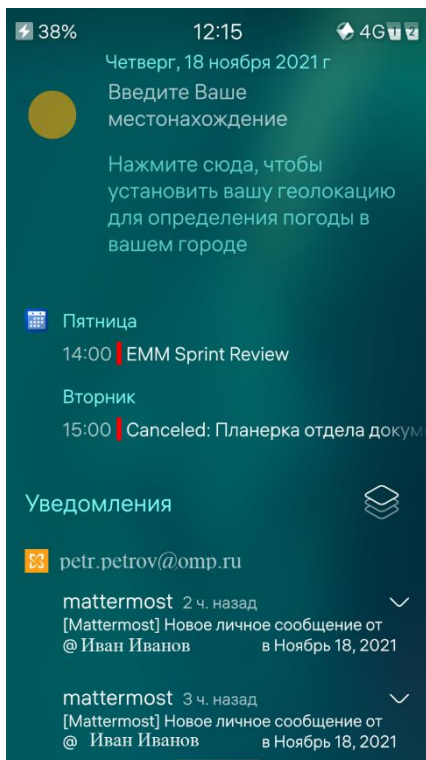 38% 12:15 4G 1 2
Четверг, 18 ноября 2021 г
Введите Ваше
местонахождение
Нажмите сюда, чтобы
установить вашу геолокацию
для определения погоды в
вашем городе
Пятница
14:00 EMM Sprint Review
Вторник
15:00 Canceled: Планерка отдела докум
Уведомления
petr.petrov@omp.ru
mattermost 2 ч. назад
[Mattermost] Новое личное сообщение от
@ Иван Иванов в Ноябрь 18, 2021
mattermost 3 ч. назад
[Mattermost] Новое личное сообщение от
@ Иван Иванов в Ноябрь 18, 2021